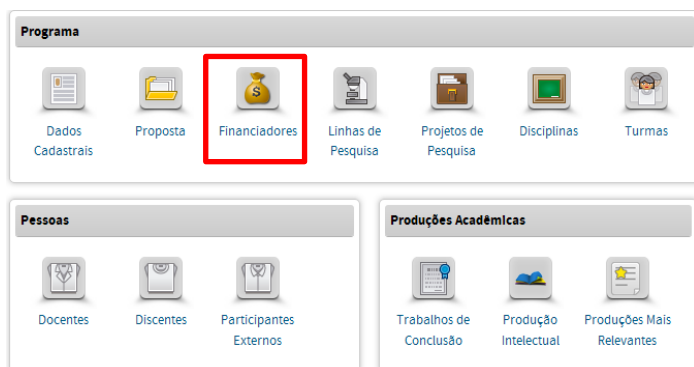 Programa
Dados Cadastrais
Proposta
Financiadores
Linhas de Pesquisa
Projetos de Pesquisa
Disciplinas
Turmas
Pessoas
Docentes
Discentes
Participantes Externos
Produções Acadêmicas
Trabalhos de Conclusão
Produção Intelectual
Produções Mais Relevantes